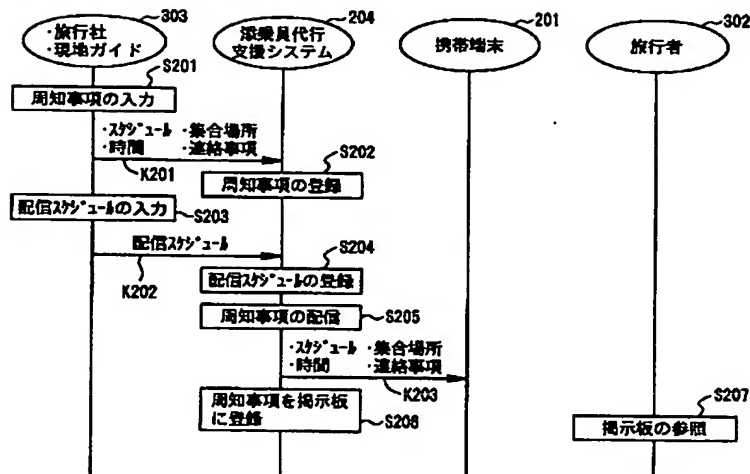 303
204
201
302
・旅行社
・現地ガイド
添乗員代行
支援システム
携帯端末
旅行者
S201
周知事項の入力
・スケジュール ・集合場所
・時間 ・連絡事項
K201
S202
周知事項の登録
配信スケジュールの入力
S203
配信スケジュール
K202
S204
配信スケジュールの登録
周知事項の配信
S205
・スケジュール ・集合場所
・時間 ・連絡事項
K203
周知事項を掲示板
に登録
S206
S207
掲示板の参照